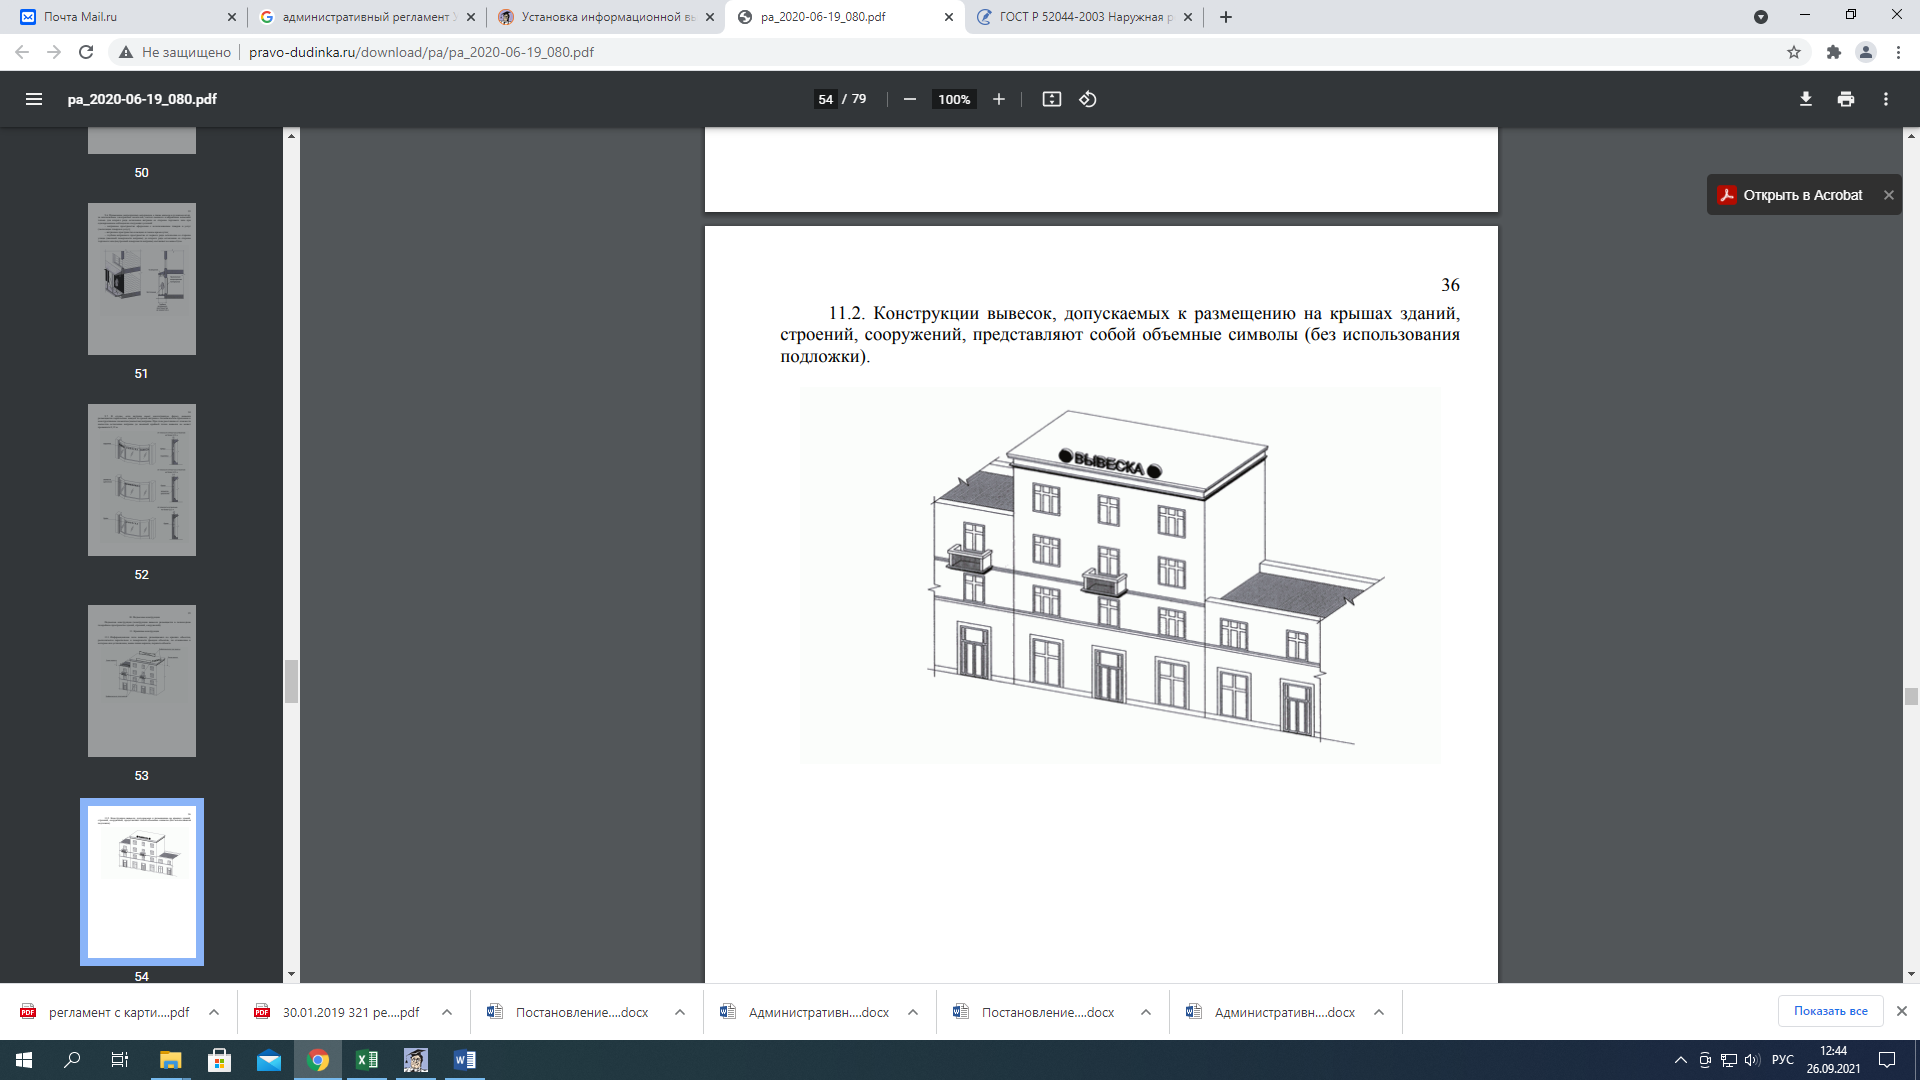 Почта Mail.ru
административный регламент
Установка информационной вы
pa_2020-06-19_080.pdf
ГОСТ Р 52044-2003 Наружная р
Не защищено
pravo-dudinka.ru/download/pa/pa_2020-06-19_080.pdf
pa_2020-06-19_080.pdf
54 / 79
100%
Открыть в Acrobat
50
51
52
53
54
36
11.2. Конструкции вывесок, допускаемых к размещению на крышах зданий,
строений, сооружений, представляют собой объемные символы (без использования
подложки).
ВЫВЕСКА
регламент с карти....pdf
30.01.2019 321 ре....pdf
Постановление....docx
Административн....docx
Постановление....docx
Административн....docx
Показать все
РУС
12:44
26.09.2021